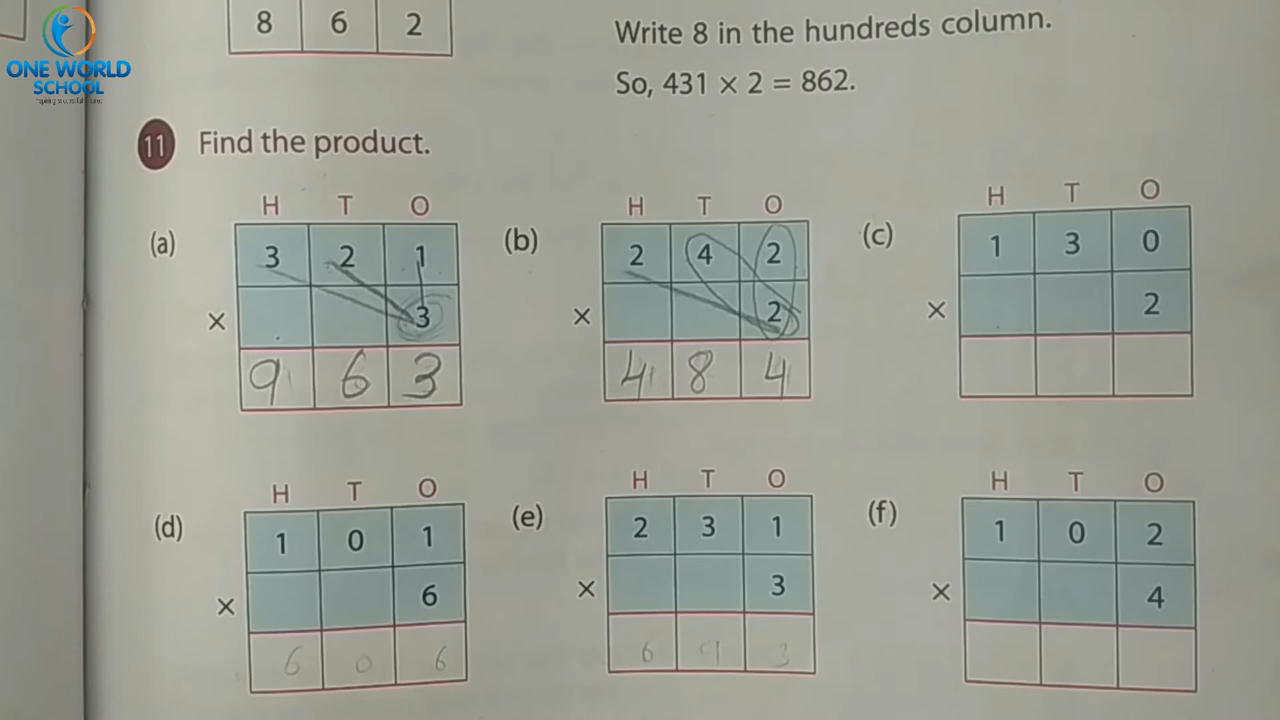 8 6 2
Write 8 in the hundreds column.
So, 431 × 2 = 862.
ONE WORLD
SCHOOL
11 Find the product.
(a)
H T O
3 2 1
× 3
9 6 3
(b)
H T O
2 4 2
× 2
4 8 4
(c)
H T O
1 3 0
× 2
(d)
H T O
1 0 1
× 6
6 0 6
(e)
H T O
2 3 1
× 3
6 9 3
(f)
H T O
1 0 2
× 4